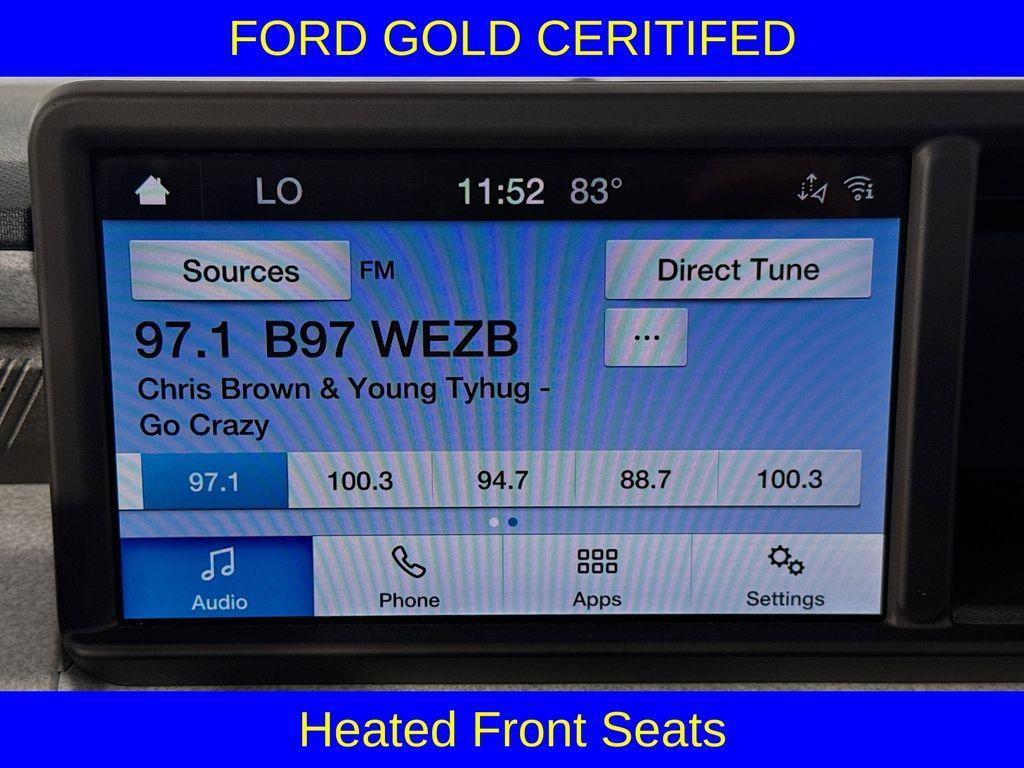 FORD GOLD CERITIFED
LO 11:52 83°
Sources FM Direct Tune
97.1 B97 WEZB ...
Chris Brown & Young Tyhug -
Go Crazy
97.1 100.3 94.7 88.7 100.3
Audio Phone Apps Settings
Heated Front Seats